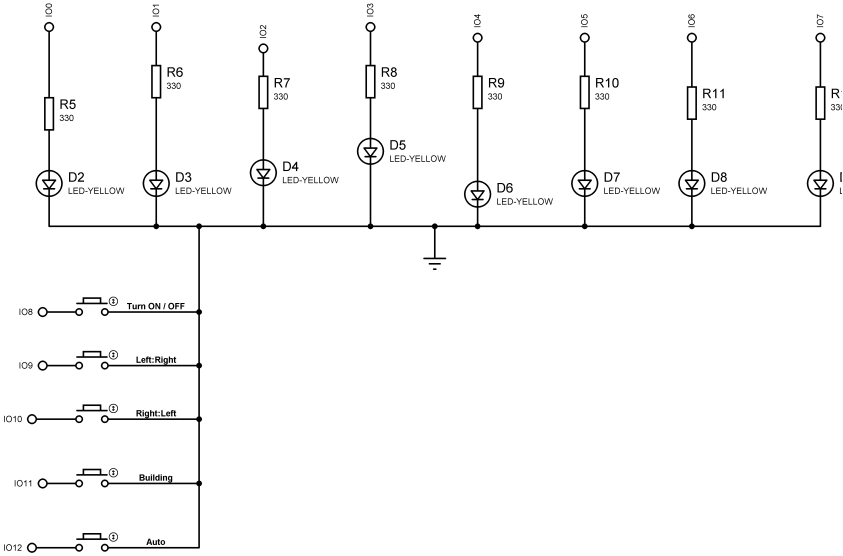 IO0
IO1
IO2
IO3
IO4
IO5
IO6
IO7
R5
330
R6
330
R7
330
R8
330
R9
330
R10
330
R11
330
D2
LED-YELLOW
D3
LED-YELLOW
D4
LED-YELLOW
D5
LED-YELLOW
D6
LED-YELLOW
D7
LED-YELLOW
D8
LED-YELLOW
IO8
Turn ON / OFF
IO9
Left:Right
IO10
Right:Left
IO11
Building
IO12
Auto